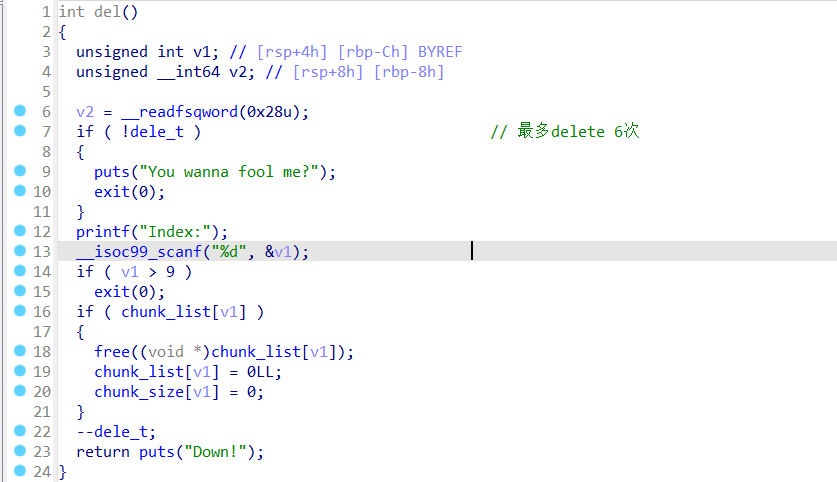 1 int del()
2 {
3 unsigned int v1; // [rsp+4h] [rbp-Ch] BYREF
4 unsigned __int64 v2; // [rsp+8h] [rbp-8h]
5
6 v2 = __readfsqword(0x28u);
7 if ( !dele_t ) // 最多delete 6次
8 {
9 puts("You wanna fool me?");
10 exit(0);
11 }
12 printf("Index:");
13 __isoc99_scanf("%d", &v1);
14 if ( v1 > 9 )
15 exit(0);
16 if ( chunk_list[v1] )
17 {
18 free((void *)chunk_list[v1]);
19 chunk_list[v1] = 0LL;
20 chunk_size[v1] = 0;
21 }
22 --dele_t;
23 return puts("Down!");
24 }